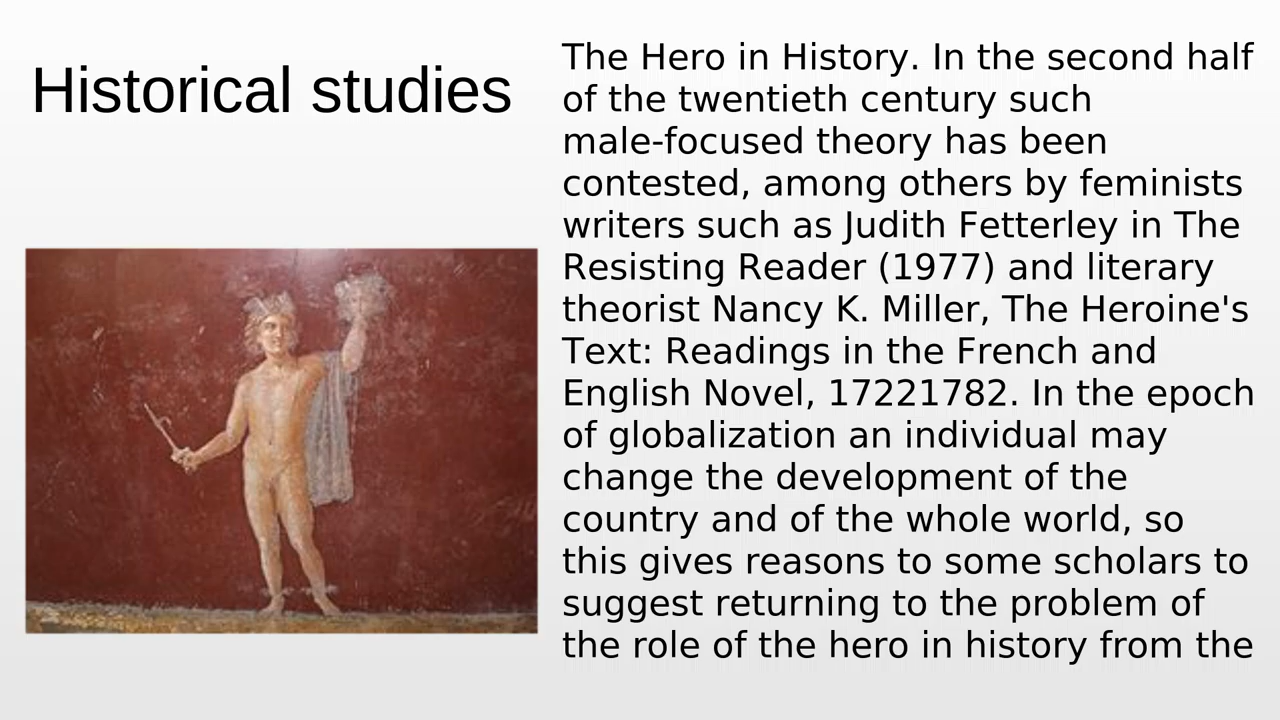 Historical studies
The Hero in History. In the second half
of the twentieth century such
male-focused theory has been
contested, among others by feminists
writers such as Judith Fetterley in The
Resisting Reader (1977) and literary
theorist Nancy K. Miller, The Heroine's
Text: Readings in the French and
English Novel, 17221782. In the epoch
of globalization an individual may
change the development of the
country and of the whole world, so
this gives reasons to some scholars to
suggest returning to the problem of
the role of the hero in history from the